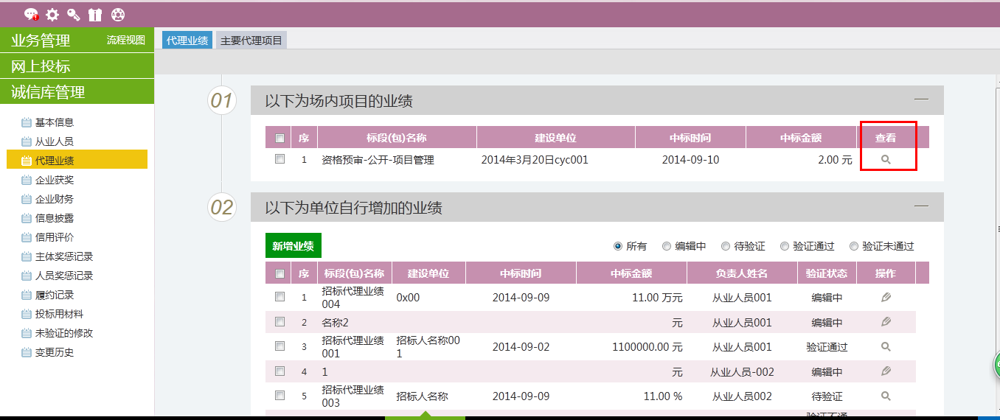 业务管理 流程视图
网上投标
诚信库管理
基本信息
从业人员
代理业绩
企业获奖
企业财务
信息披露
信用评价
主体奖惩记录
人员奖惩记录
履约记录
投标用材料
未验证的修改
变更历史
代理业绩 主要代理项目
01 以下为场内项目的业绩
序 标段(包)名称 建设单位 中标时间 中标金额 查看
1 资格预审-公开-项目管理 2014年3月20日cyc001 2014-09-10 2.00 元
02 以下为单位自行增加的业绩
新增业绩 所有 编辑中 待验证 验证通过 验证未通过
序 标段(包)名称 建设单位 中标时间 中标金额 负责人姓名 验证状态 操作
1 招标代理业绩004 0x00 2014-09-09 11.00 万元 从业人员001 编辑中
2 名称2 元 从业人员001 编辑中
3 招标代理业绩001 招标人名称001 2014-09-02 1100000.00 元 从业人员001 验证通过
4 1 元 从业人员-002 编辑中
5 招标代理业绩003 招标人名称 2014-09-09 11.00 % 从业人员002 待验证